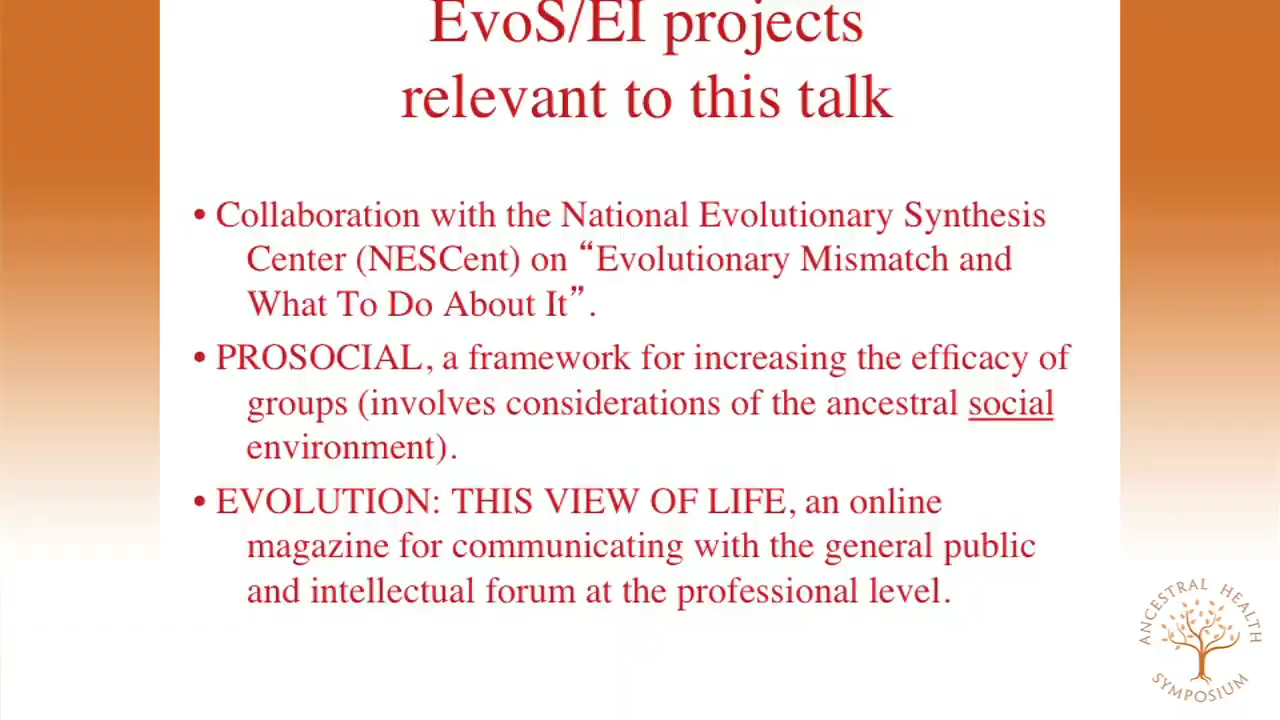 EvoS/EI projects
relevant to this talk
• Collaboration with the National Evolutionary Synthesis
Center (NESCent) on “Evolutionary Mismatch and
What To Do About It”.
• PROSOCIAL, a framework for increasing the efficacy of
groups (involves considerations of the ancestral social
environment).
• EVOLUTION: THIS VIEW OF LIFE, an online
magazine for communicating with the general public
and intellectual forum at the professional level.
ANCESTRAL HEALTH
SYMPOSIUM